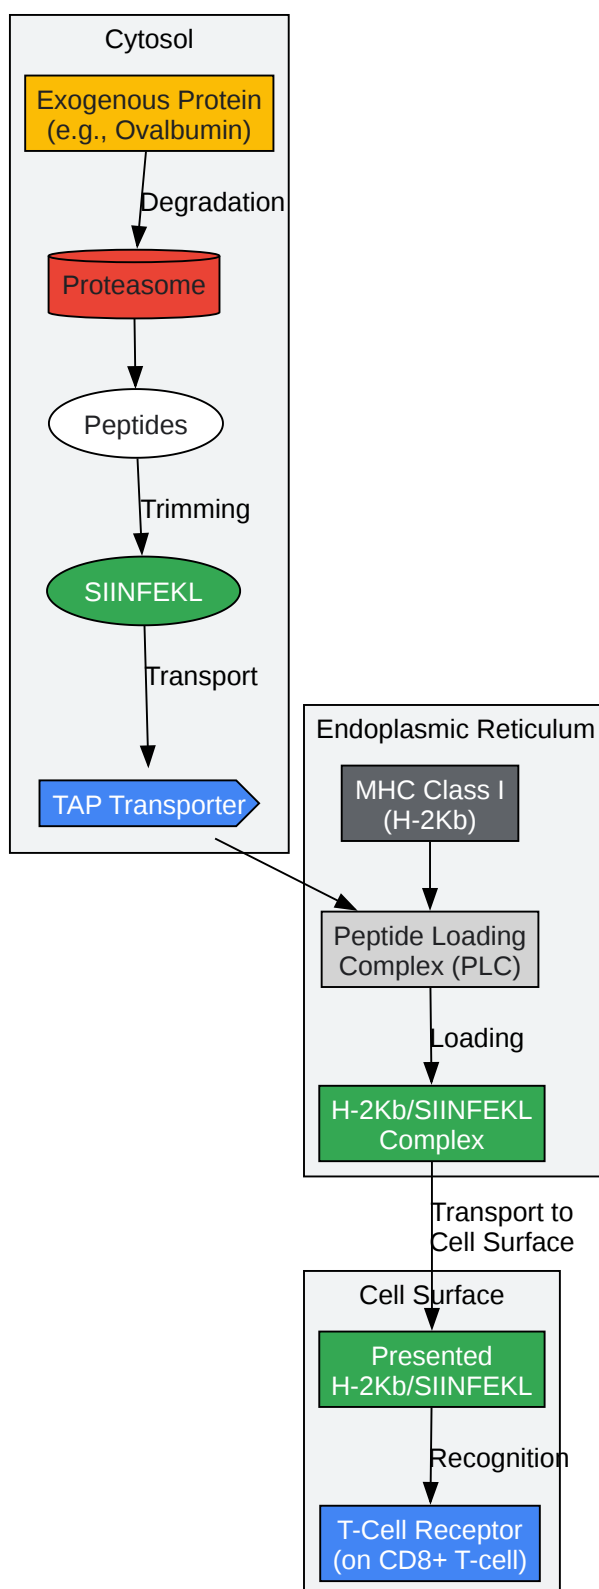 Cytosol
Exogenous Protein
(e.g., Ovalbumin)
Degradation
Proteasome
Peptides
Trimming
SIINFEKL
Transport
TAP Transporter
Endoplasmic Reticulum
MHC Class I
(H-2Kb)
Peptide Loading
Complex (PLC)
Loading
H-2Kb/SIINFEKL
Complex
Transport to
Cell Surface
Cell Surface
Presented
H-2Kb/SIINFEKL
Recognition
T-Cell Receptor
(on CD8+ T-cell)